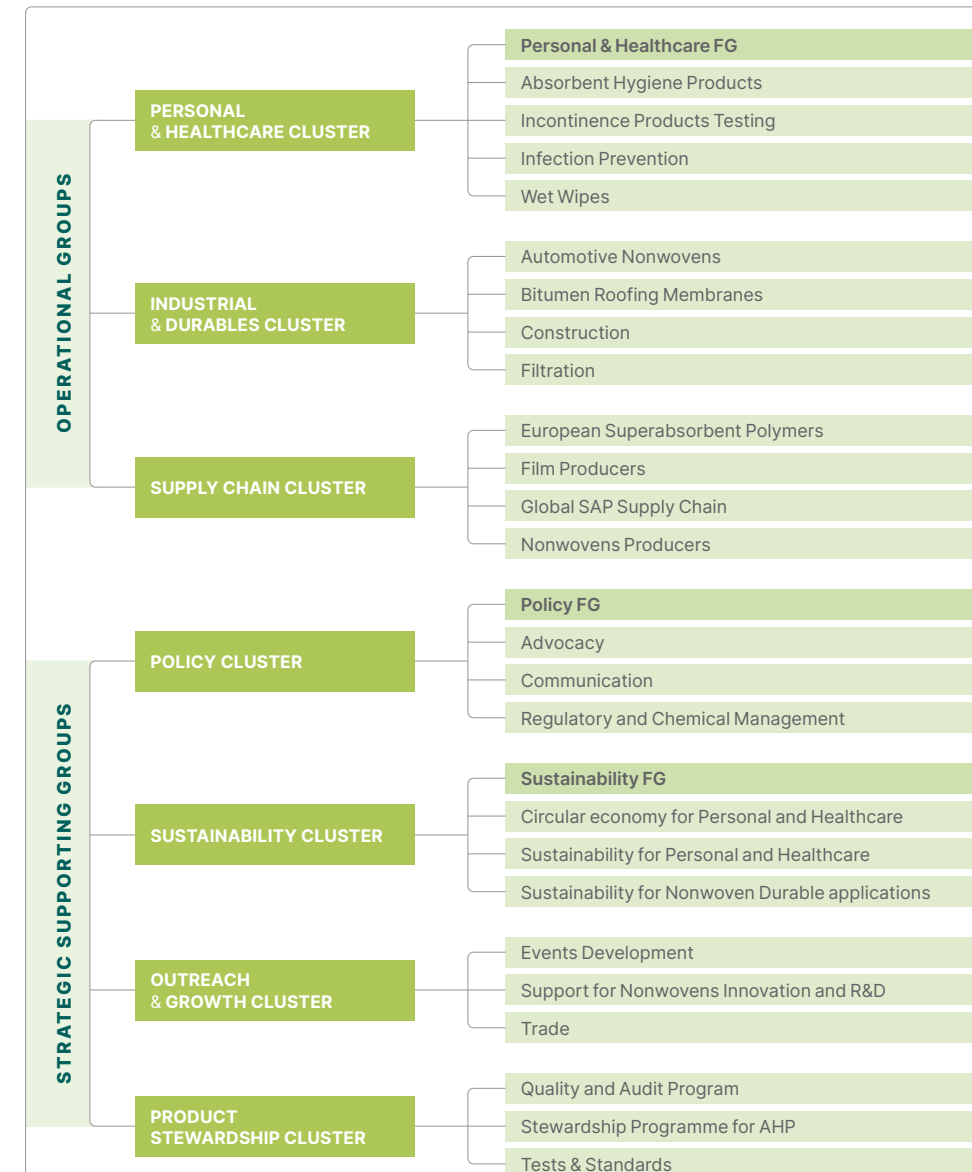 OPERATIONAL GROUPS
PERSONAL
& HEALTHCARE CLUSTER
Personal & Healthcare FG
Absorbent Hygiene Products
Incontinence Products Testing
Infection Prevention
Wet Wipes
INDUSTRIAL
& DURABLES CLUSTER
Automotive Nonwovens
Bitumen Roofing Membranes
Construction
Filtration
SUPPLY CHAIN CLUSTER
European Superabsorbent Polymers
Film Producers
Global SAP Supply Chain
Nonwovens Producers
STRATEGIC SUPPORTING GROUPS
POLICY CLUSTER
Policy FG
Advocacy
Communication
Regulatory and Chemical Management
SUSTAINABILITY CLUSTER
Sustainability FG
Circular economy for Personal and Healthcare
Sustainability for Personal and Healthcare
Sustainability for Nonwoven Durable applications
OUTREACH
& GROWTH CLUSTER
Events Development
Support for Nonwovens Innovation and R&D
Trade
PRODUCT
STEWARDSHIP CLUSTER
Quality and Audit Program
Stewardship Programme for AHP
Tests & Standards